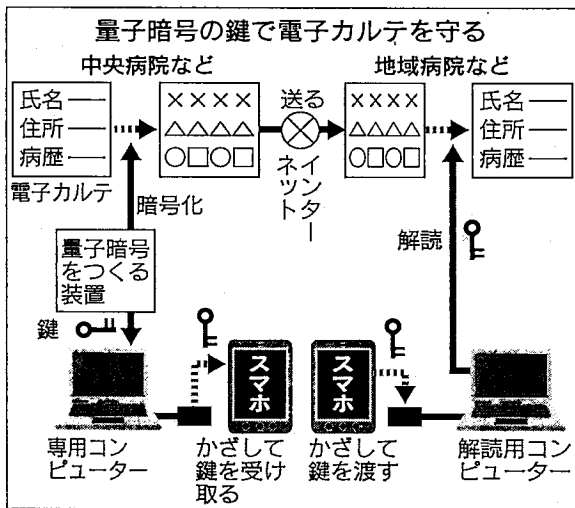 量子暗号の鍵で電子カルテを守る
中央病院など
地域病院など
氏名
住所
病歴
電子カルテ
××××
△△△△
○□○□
送る
インターネット
××××
△△△△
○□○□
氏名
住所
病歴
暗号化
量子暗号
をつくる
装置
鍵
解読
スマホ
スマホ
専用コン
ピューター
かざして
鍵を受け
取る
かざして
鍵を渡す
解読用コン
ピューター